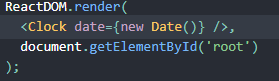 ReactDOM.render(
  <Clock date={new Date()} />,
  document.getElementById('root')
);